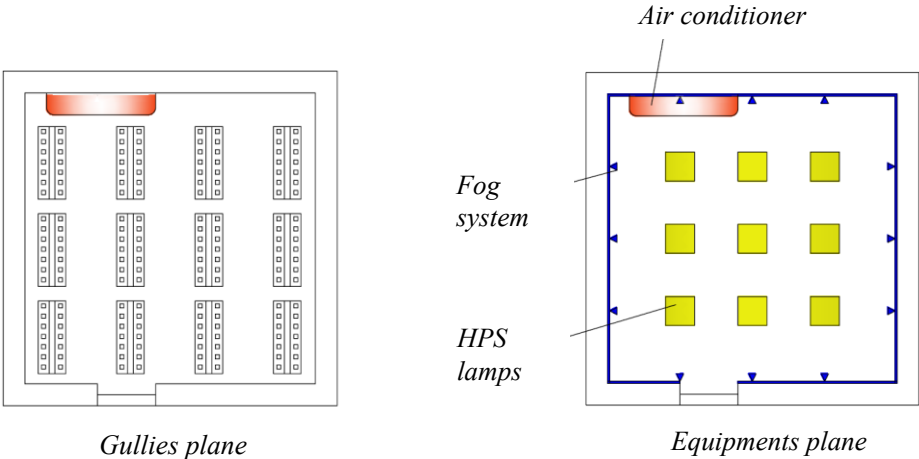 Air conditioner
Fog
system
HPS
lamps
Gullies plane
Equipments plane